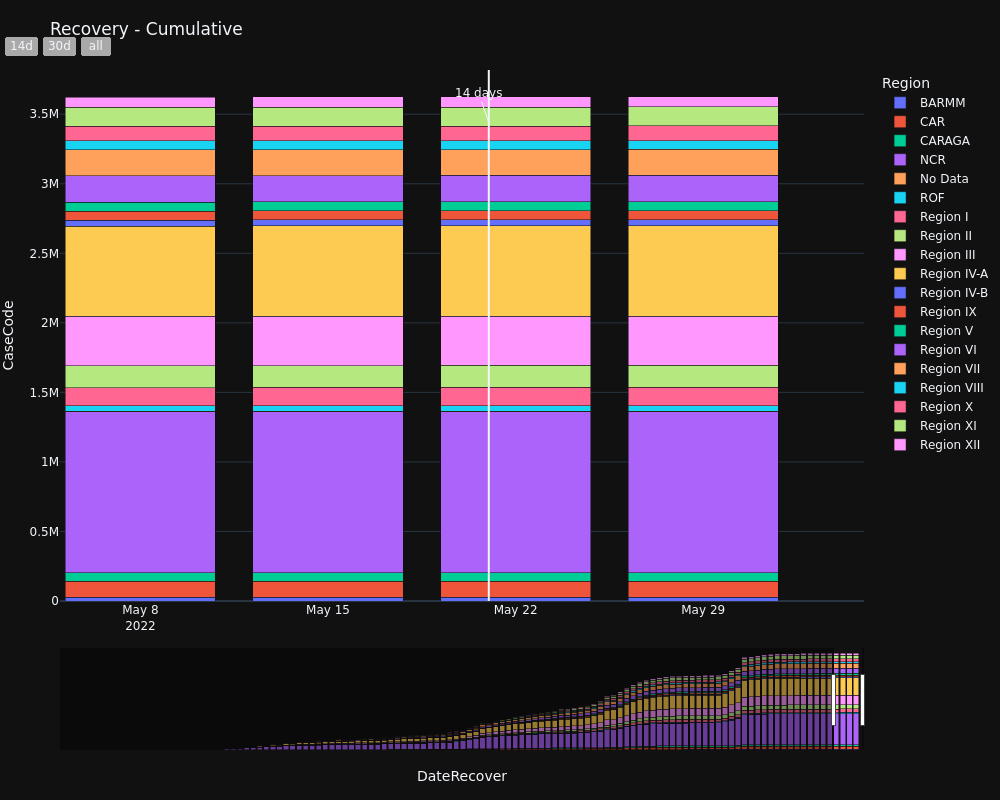 Recovery - Cumulative
14d 30d all
14 days
CaseCode
3.5M
3M
2.5M
2M
1.5M
1M
0.5M
0
May 8
2022
May 15
May 22
May 29
DateRecover
Region
BARMM
CAR
CARAGA
NCR
No Data
ROF
Region I
Region II
Region III
Region IV-A
Region IV-B
Region IX
Region V
Region VI
Region VII
Region VIII
Region X
Region XI
Region XII